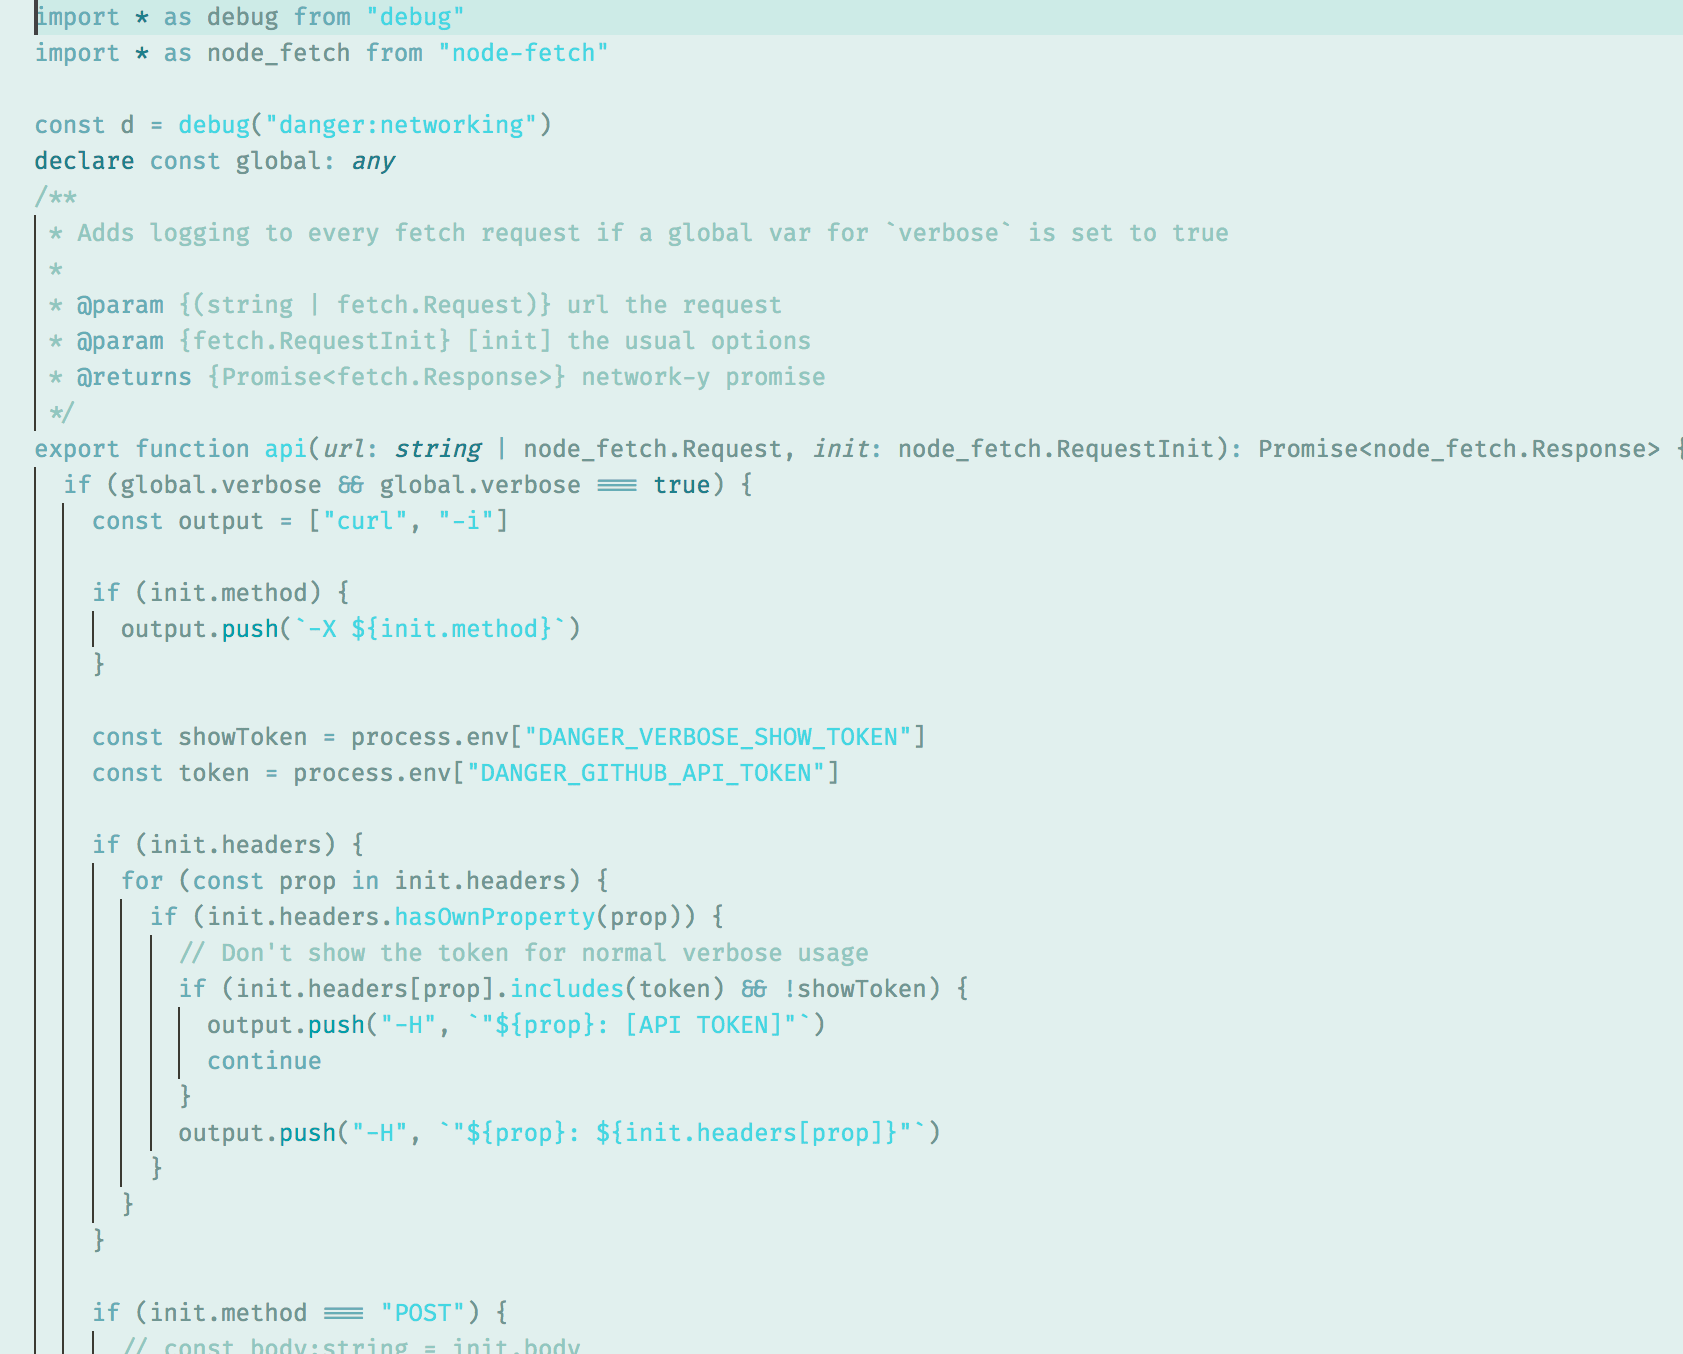 import * as debug from "debug"
import * as node_fetch from "node-fetch"
const d = debug("danger:networking")
declare const global: any
/**
* Adds logging to every fetch request if a global var for `verbose` is set to true
*
* @param {(string | fetch.Request)} url the request
* @param {fetch.RequestInit} [init] the usual options
* @returns {Promise<fetch.Response>} network-y promise
*/
export function api(url: string | node_fetch.Request, init: node_fetch.RequestInit): Promise<node_fetch.Response> {
if (global.verbose && global.verbose === true) {
const output = ["curl", "-i"]
if (init.method) {
output.push(`-X ${init.method}`)
}
const showToken = process.env["DANGER_VERBOSE_SHOW_TOKEN"]
const token = process.env["DANGER_GITHUB_API_TOKEN"]
if (init.headers) {
for (const prop in init.headers) {
if (init.headers.hasOwnProperty(prop)) {
// Don't show the token for normal verbose usage
if (init.headers[prop].includes(token) && !showToken) {
output.push("-H", `"${prop}: [API TOKEN]"`)
continue
}
output.push("-H", `"${prop}: ${init.headers[prop]}"`)
}
}
}
if (init.method === "POST") {
// const body:string = init.body